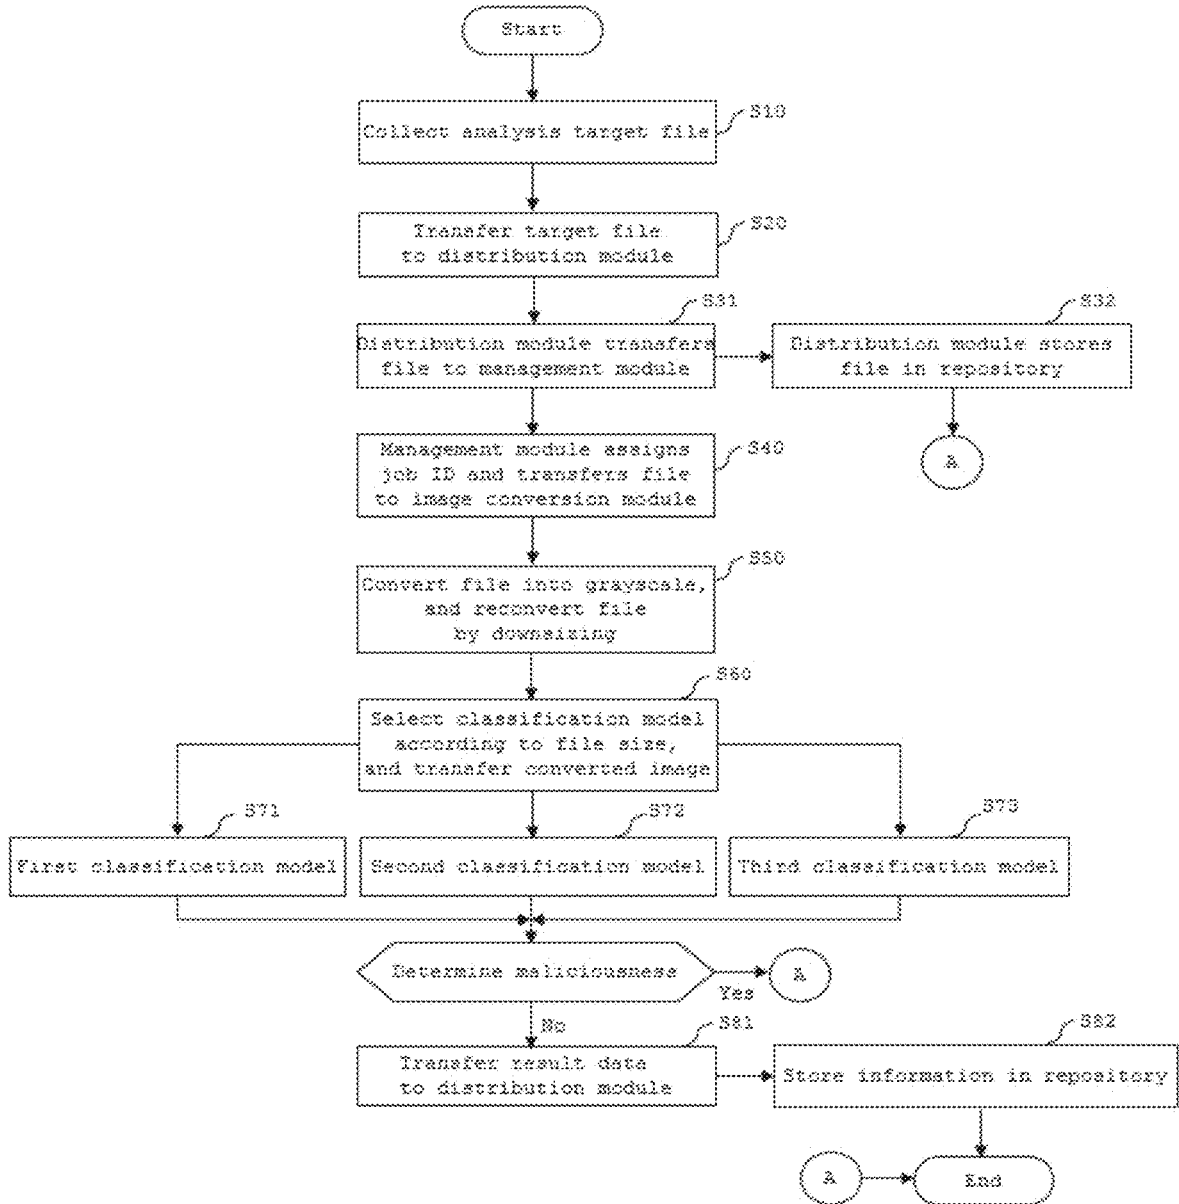 Start
S10
Collect analysis target file
S20
Transfer target file
to distribution module
S31
Distribution module transfers
file to management module
S32
Distribution module stores
file in repository
A
S40
Management module assigns
job ID and transfers file
to image conversion module
S50
Convert file into grayscale,
and reconvert file
by downsizing
S60
Select classification model
according to file size,
and transfer converted image
S71
First classification model
S72
Second classification model
S73
Third classification model
Determine maliciousness
Yes
A
No
S81
Transfer result data
to distribution module
S82
Store information in repository
A
End